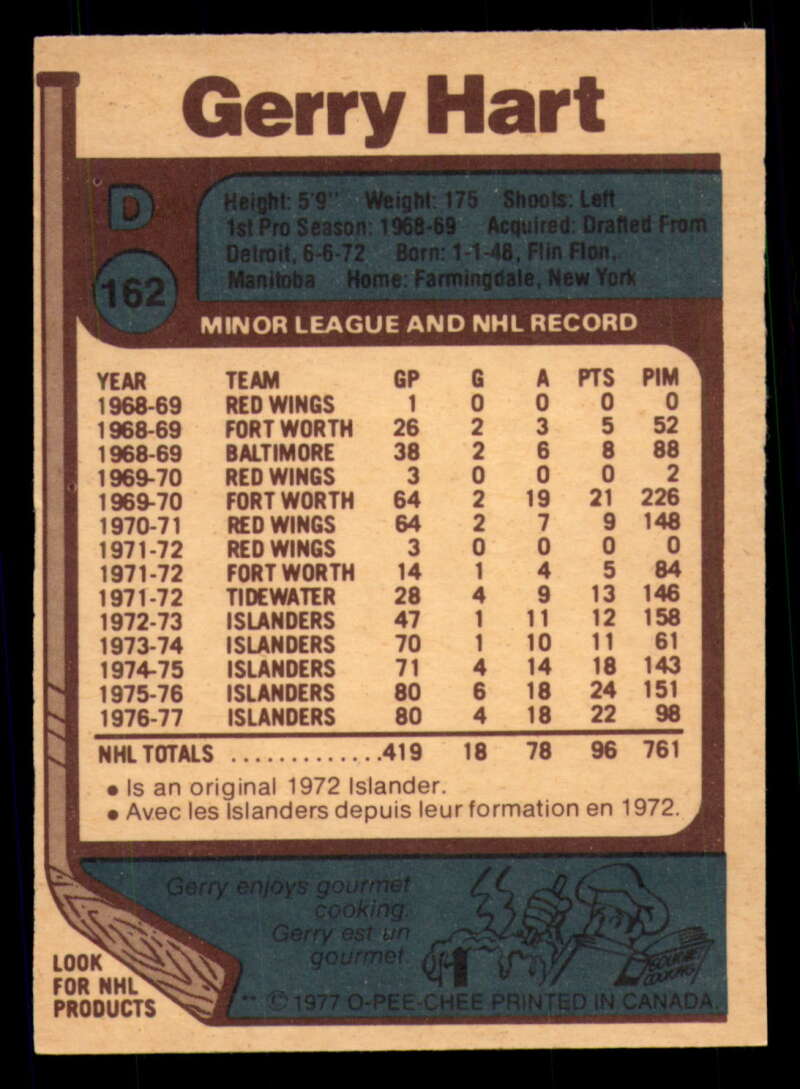 Gerry Hart
D
162
Height: 5'9" Weight: 175 Shoots: Left
1st Pro Season: 1968-69 Acquired: Drafted From
Detroit, 6-6-72 Born: 1-1-48, Flin Flon,
Manitoba Home: Farmingdale, New York
MINOR LEAGUE AND NHL RECORD
YEAR TEAM GP G A PTS PIM
1968-69 RED WINGS 1 0 0 0 0
1968-69 FORT WORTH 26 2 3 5 52
1968-69 BALTIMORE 38 2 6 8 88
1969-70 RED WINGS 3 0 0 0 2
1969-70 FORT WORTH 64 2 19 21 226
1970-71 RED WINGS 64 2 7 9 148
1971-72 RED WINGS 3 0 0 0 0
1971-72 FORT WORTH 14 1 4 5 84
1971-72 TIDEWATER 28 4 9 13 146
1972-73 ISLANDERS 47 1 11 12 158
1973-74 ISLANDERS 70 1 10 11 61
1974-75 ISLANDERS 71 4 14 18 143
1975-76 ISLANDERS 80 6 18 24 151
1976-77 ISLANDERS 80 4 18 22 98
NHL TOTALS .............419 18 78 96 761
• Is an original 1972 Islander.
• Avec les Islanders depuis leur formation en 1972.
Gerry enjoys gourmet
cooking.
Gerry est un
gourmet.
GOURMET
COOKING
LOOK
FOR NHL
PRODUCTS
** © 1977 O-PEE-CHEE PRINTED IN CANADA.